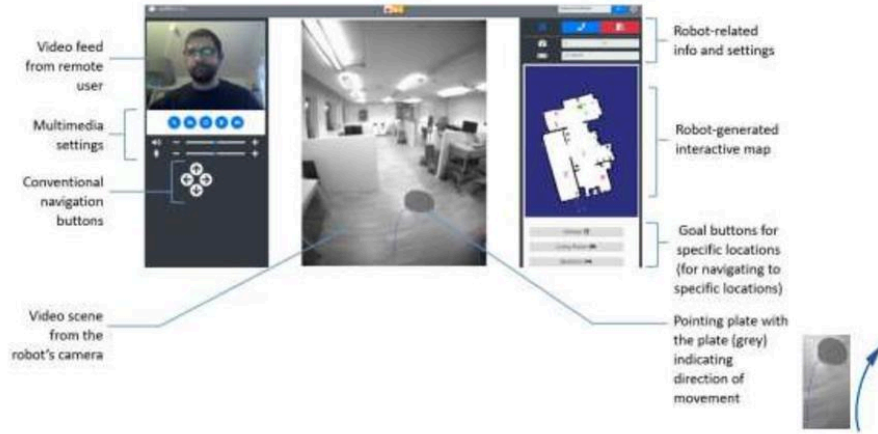 Video feed
from remote
user
Multimedia
settings
Conventional
navigation
buttons
Video scene
from the
robot's camera
Robot-related
info and settings
Robot-generated
interactive map
Goal buttons for
specific locations
(for navigating to
specific locations)
Pointing plate with
the plate (grey)
indicating
direction of
movement
Living Room